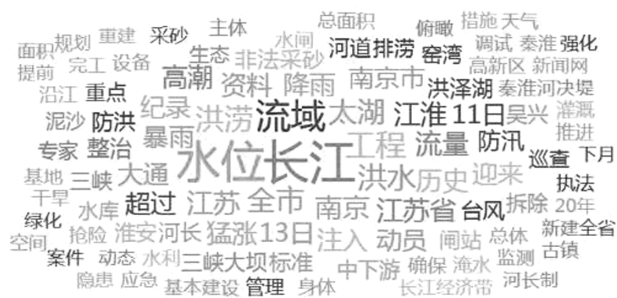 总面积 俯瞰 措施 天气
面积 规划 重建 采砂 主体 水闸 河道排涝 窑湾 调试 秦淮 强化
提前 完工 设备 生态 非法采砂 高新区 新闻网
沿江 重点 高潮 资料 降雨 南京市 洪泽湖 秦淮河决堤
泥沙 防洪 纪录 洪涝 流域 太湖 江淮 11日 吴兴 灌溉
专家 整治 暴雨 水位 长江 工程 流量 防汛 推进
基地 三峡 大通 洪水 历史 迎来 巡查 下月
干旱 水库 超过 江苏 全市 南京 江苏省 台风 拆除 执法 20年
绿化 抢险 淮安 河长 猛涨 13日 注入 动员 闸站 总体 新建 全省
空间 案件 动态 水利 三峡大坝 标准 中下游 确保 淹水 监测 古镇
隐患 应急 基本建设 管理 身体 长江经济带 河长制